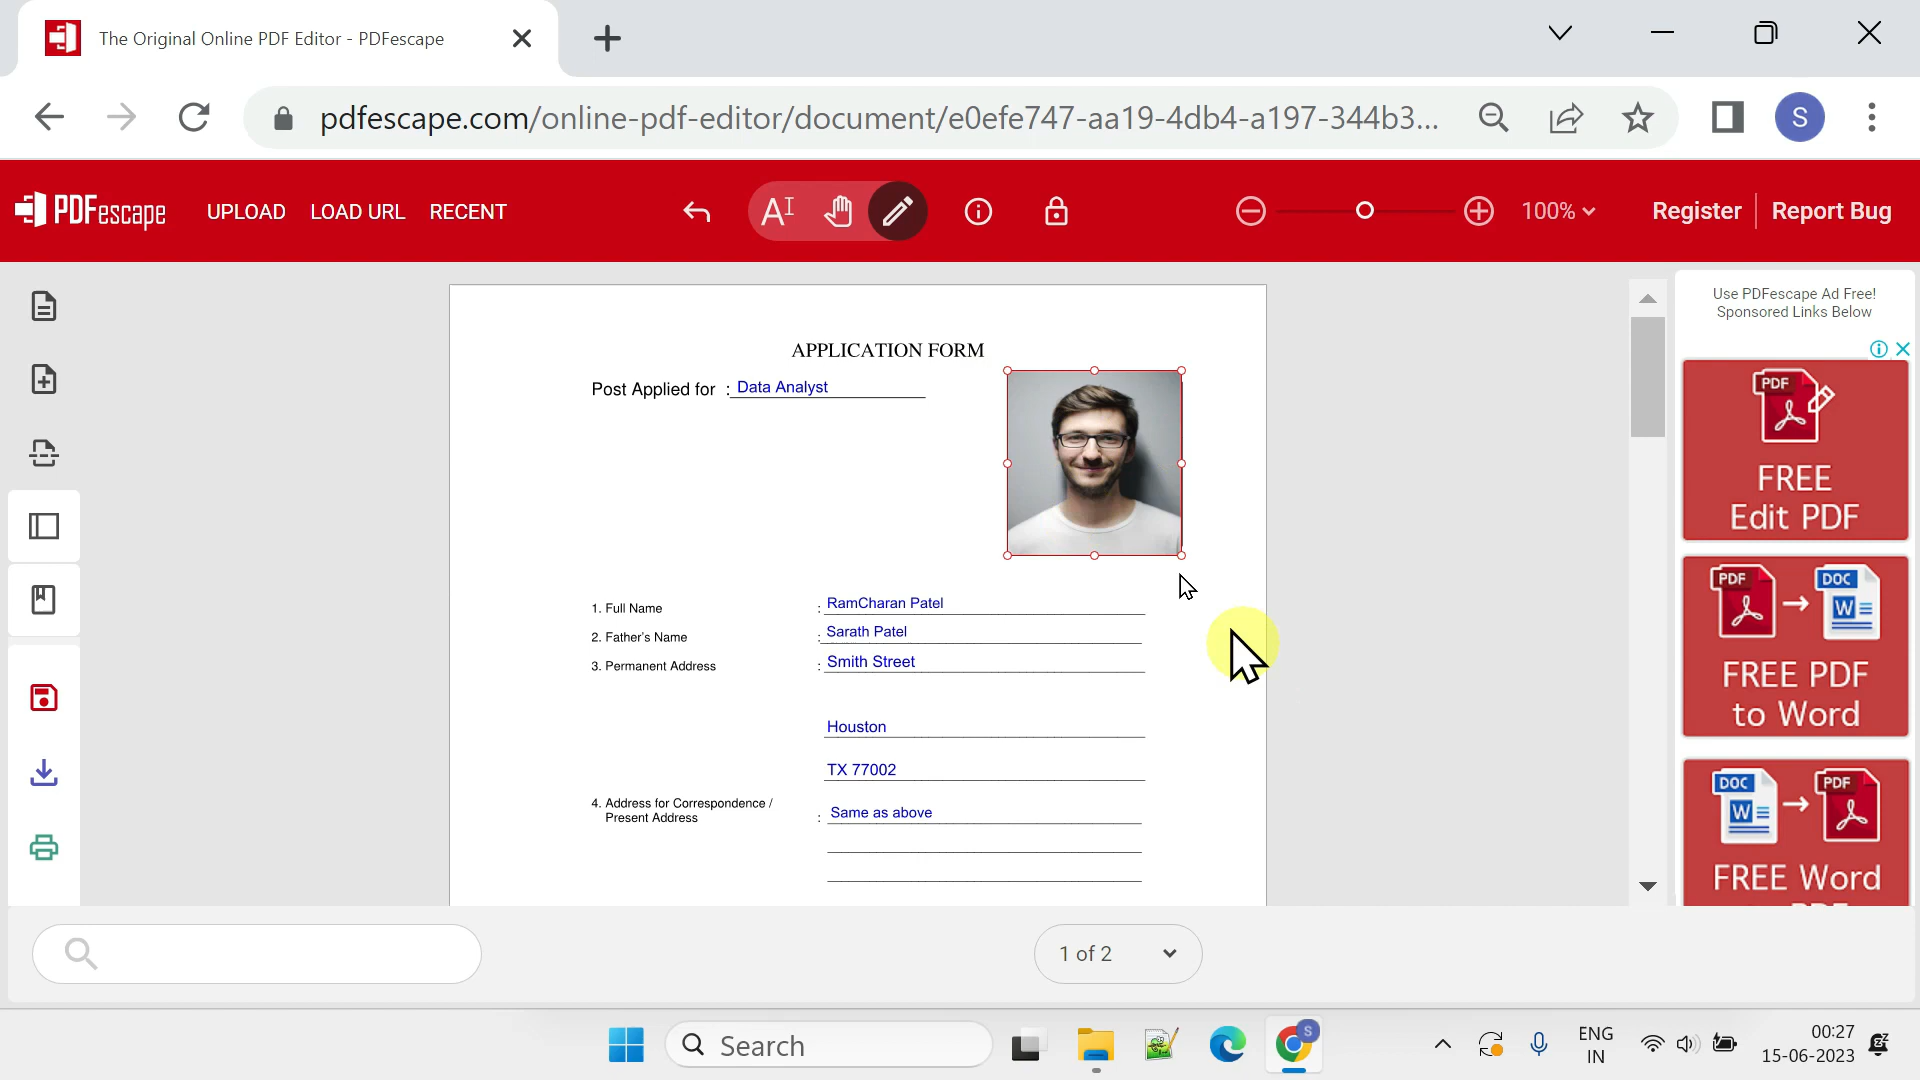 The Original Online PDF Editor - PDFescape
pdfescape.com/online-pdf-editor/document/e0efe747-aa19-4db4-a197-344b3...
S
PDFescape UPLOAD LOAD URL RECENT A 100% Register Report Bug
Use PDFescape Ad Free!
Sponsored Links Below
APPLICATION FORM
Post Applied for : Data Analyst
1. Full Name : RamCharan Patel
2. Father's Name : Sarath Patel
3. Permanent Address : Smith Street
Houston
TX 77002
4. Address for Correspondence /
Present Address : Same as above
PDF
FREE
Edit PDF
PDF DOC
W
FREE PDF
to Word
DOC PDF
W
FREE Word
1 of 2
Search
S
ENG
IN
00:27
15-06-2023